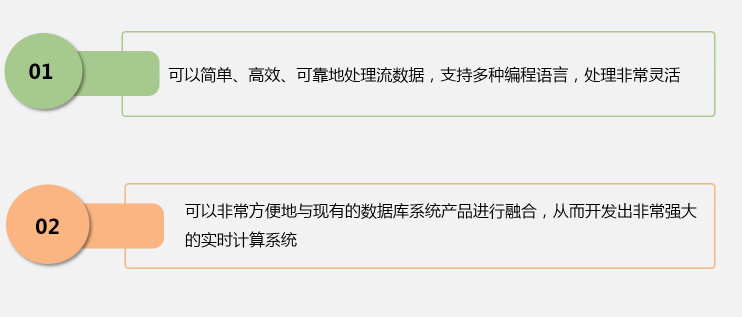 01
可以简单、高效、可靠地处理流数据，支持多种编程语言，处理非常灵活
02
可以非常方便地与现有的数据库系统产品进行融合，从而开发出非常强大
的实时计算系统